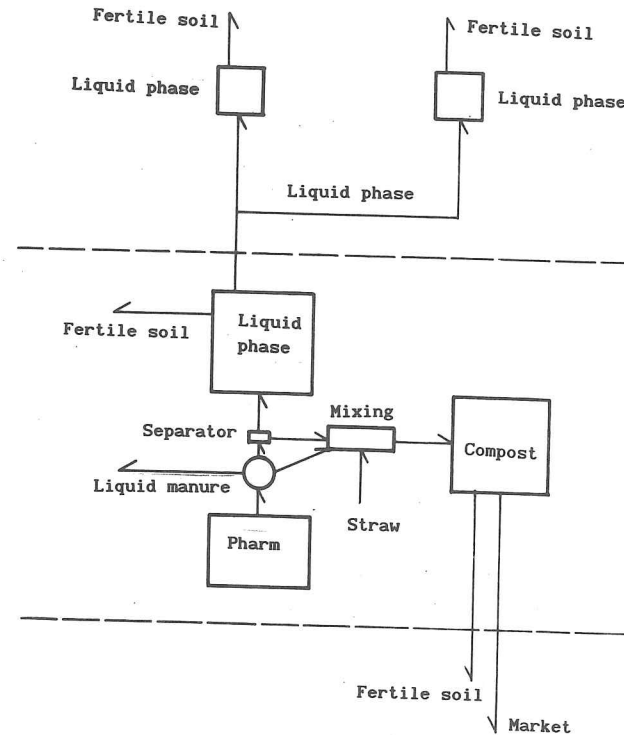 Fertile soil
Fertile soil
Liquid phase
Liquid phase
Liquid phase
Liquid
phase
Fertile soil
Mixing
Separator
Compost
Liquid manure
Straw
Pharm
Fertile soil
Market